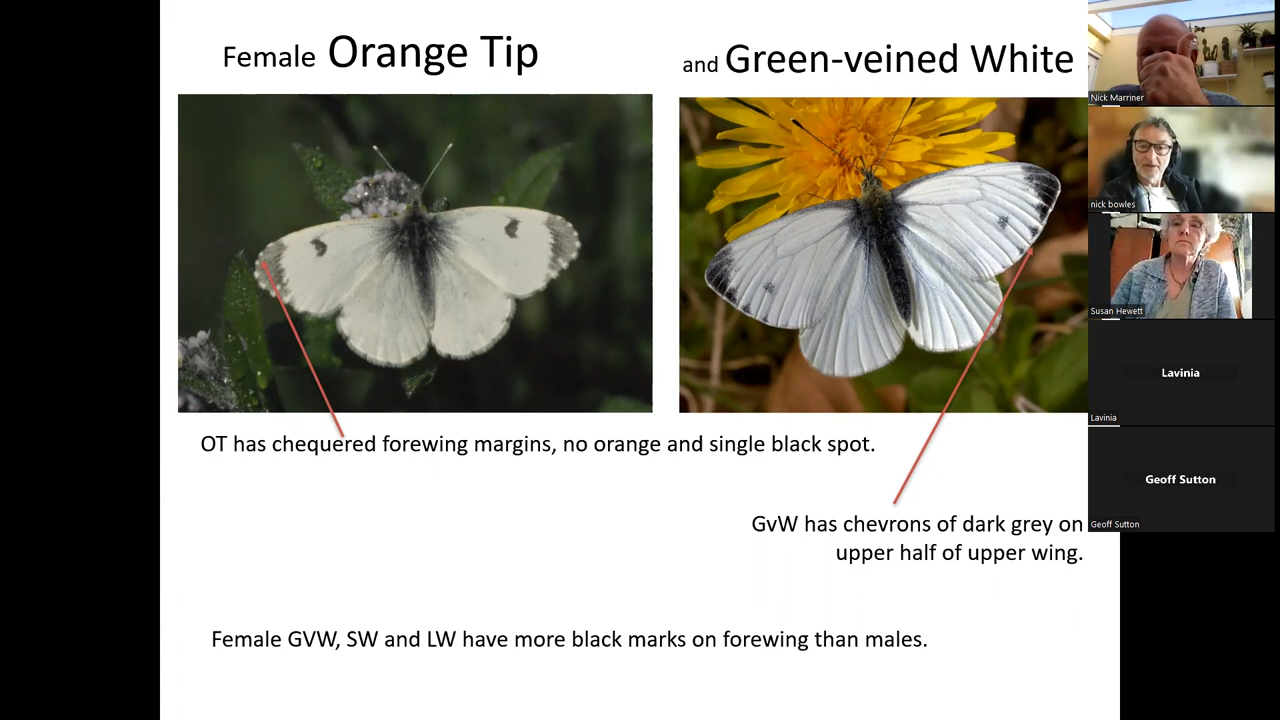 Female Orange Tip
and Green-veined White
OT has chequered forewing margins, no orange and single black spot.
GvW has chevrons of dark grey on
upper half of upper wing.
Female GVW, SW and LW have more black marks on forewing than males.
Nick Marriner
nick bowles
Susan Hewett
Lavinia
Lavinia
Geoff Sutton
Geoff Sutton